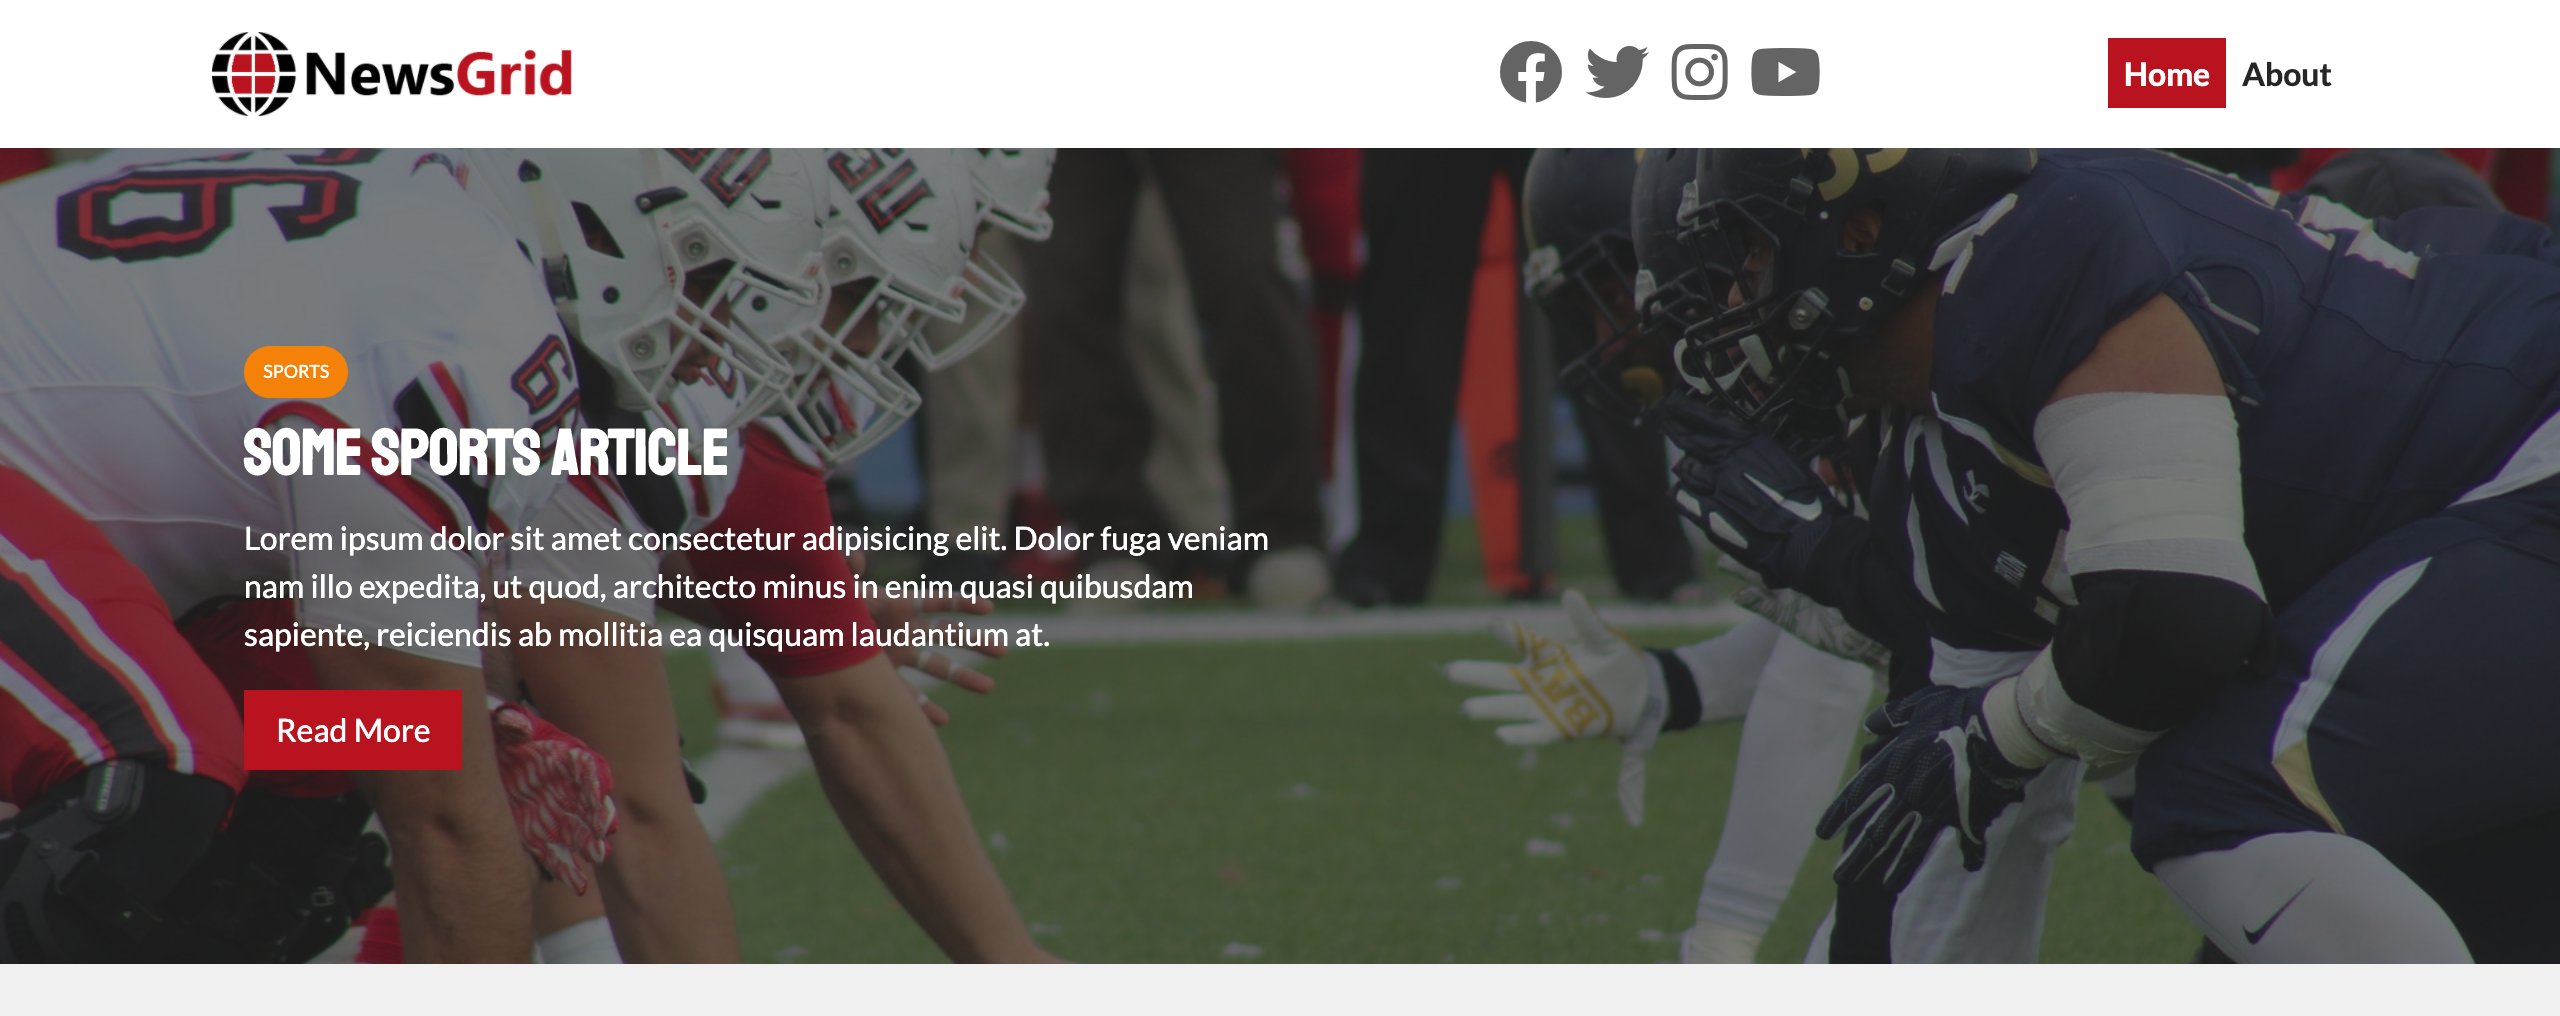 NewsGrid
Home About
SPORTS
SOME SPORTS ARTICLE
Lorem ipsum dolor sit amet consectetur adipisicing elit. Dolor fuga veniam
nam illo expedita, ut quod, architecto minus in enim quasi quibusdam
sapiente, reiciendis ab mollitia ea quisquam laudantium at.
Read More